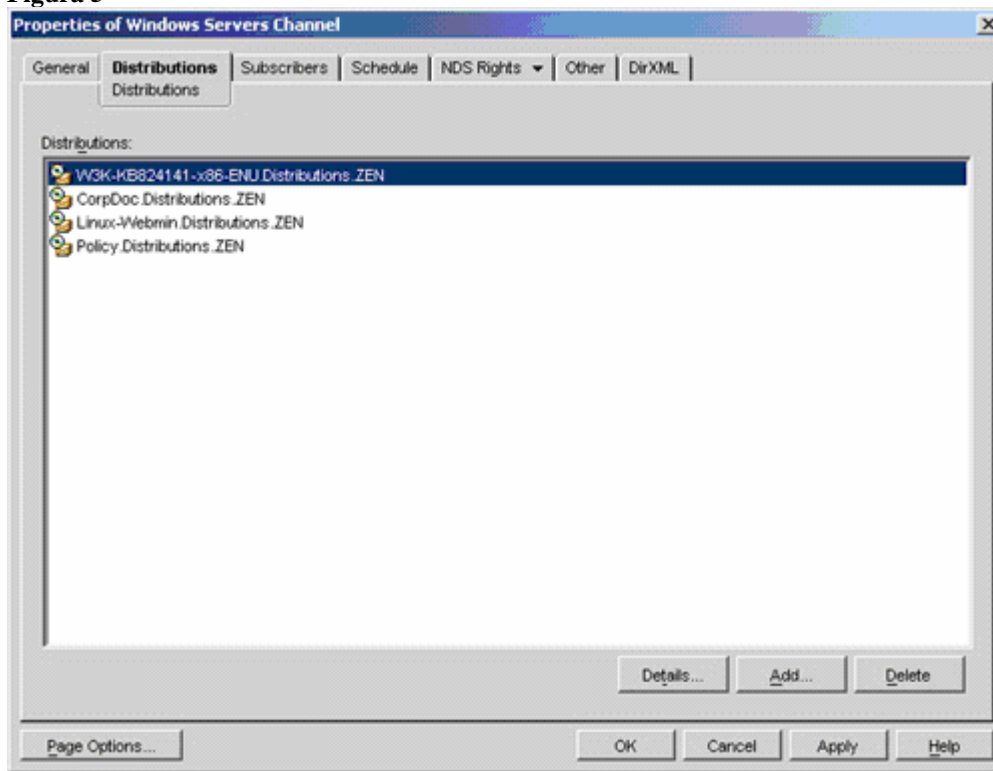 Properties of Windows Servers Channel
General Distributions Subscribers Schedule NDS Rights Other DirXML
Distributions
Distributions:
W3K-KB824141-x86-ENU.Distributions.ZEN
CorpDoc.Distributions.ZEN
Linux-Webmin.Distributions.ZEN
Policy.Distributions.ZEN
Details... Add... Delete
Page Options... OK Cancel Apply Help